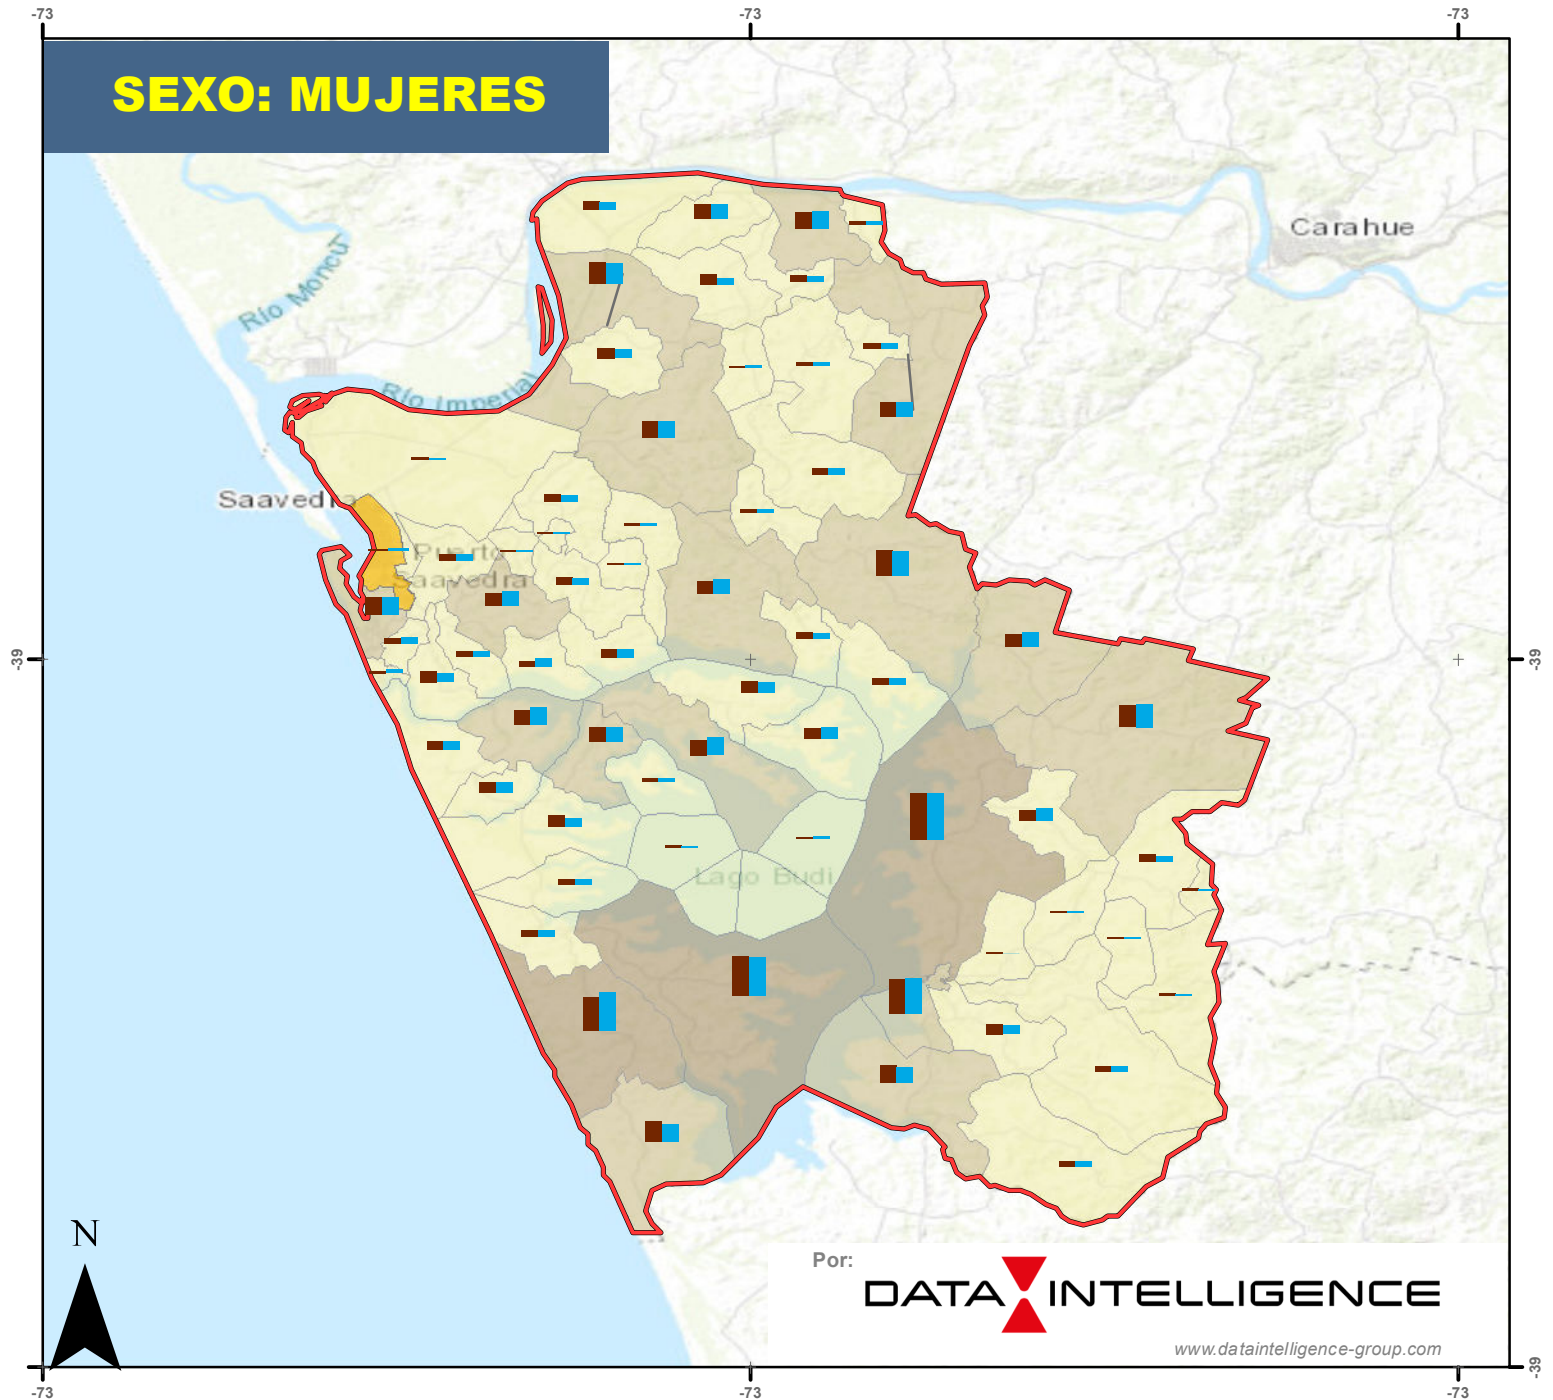 -73
-73
-73
SEXO: MUJERES
Carahue
Río Moncul
Río Imperial
Saavedra
Puerto
Saavedra
-39
-39
Lago Budi
N
Por:
DATA INTELLIGENCE
www.dataintelligence-group.com
-39
-73
-73
-73